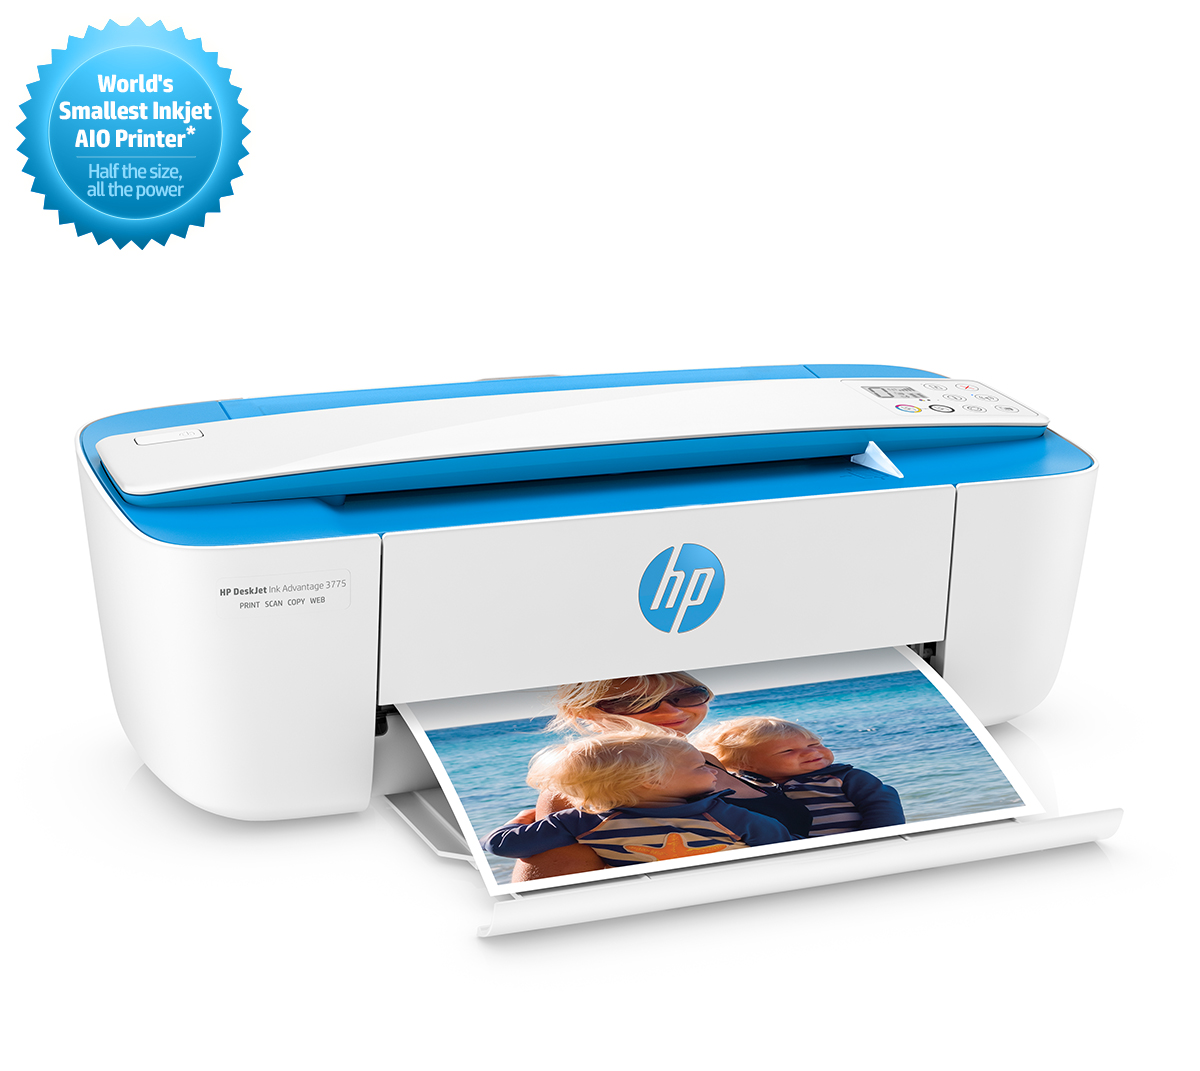 World's
Smallest Inkjet
AIO Printer*
Half the size,
all the power
hp
HP DeskJet Ink Advantage 3775
PRINT SCAN COPY WEB